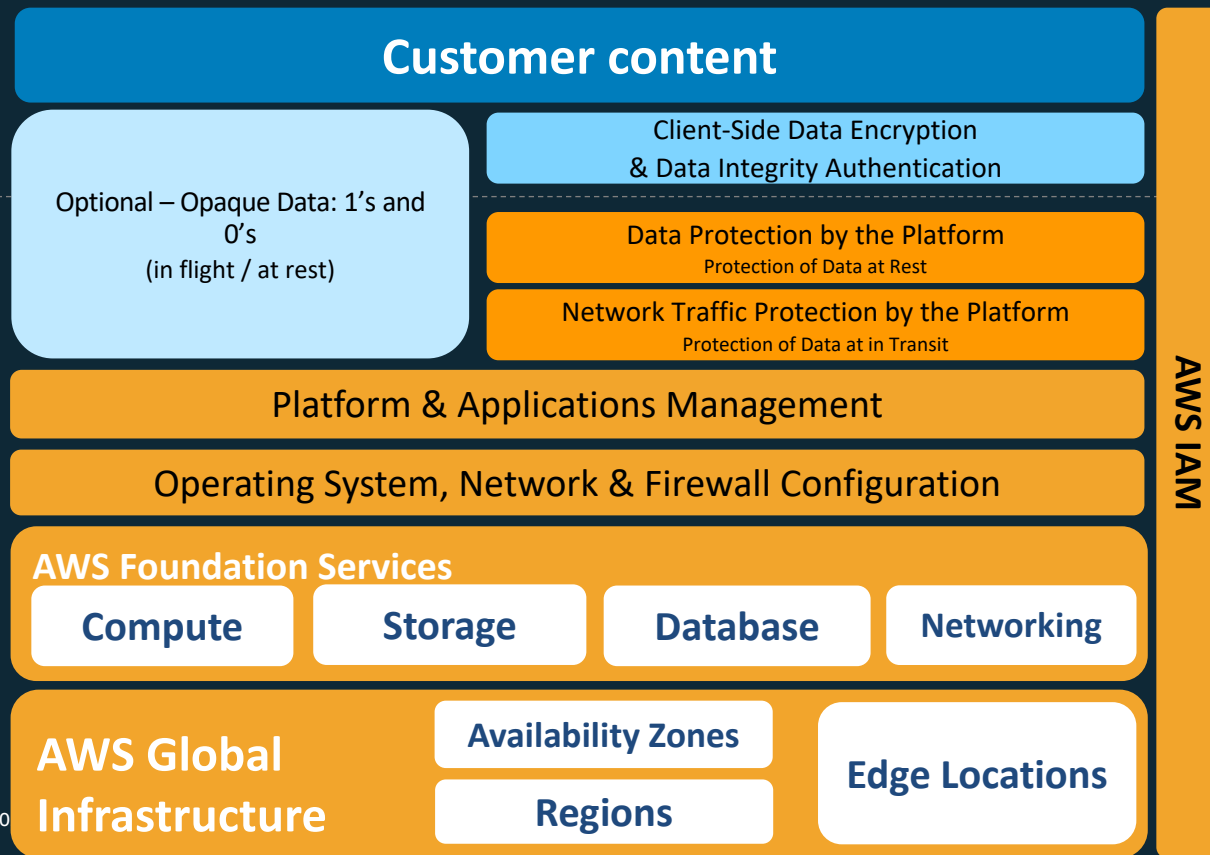 Customer content
Optional – Opaque Data: 1's and
0's
(in flight / at rest)
Client-Side Data Encryption
& Data Integrity Authentication
Data Protection by the Platform
Protection of Data at Rest
Network Traffic Protection by the Platform
Protection of Data at in Transit
Platform & Applications Management
Operating System, Network & Firewall Configuration
AWS Foundation Services
Compute
Storage
Database
Networking
AWS Global
Infrastructure
Availability Zones
Regions
Edge Locations
AWS IAM
0